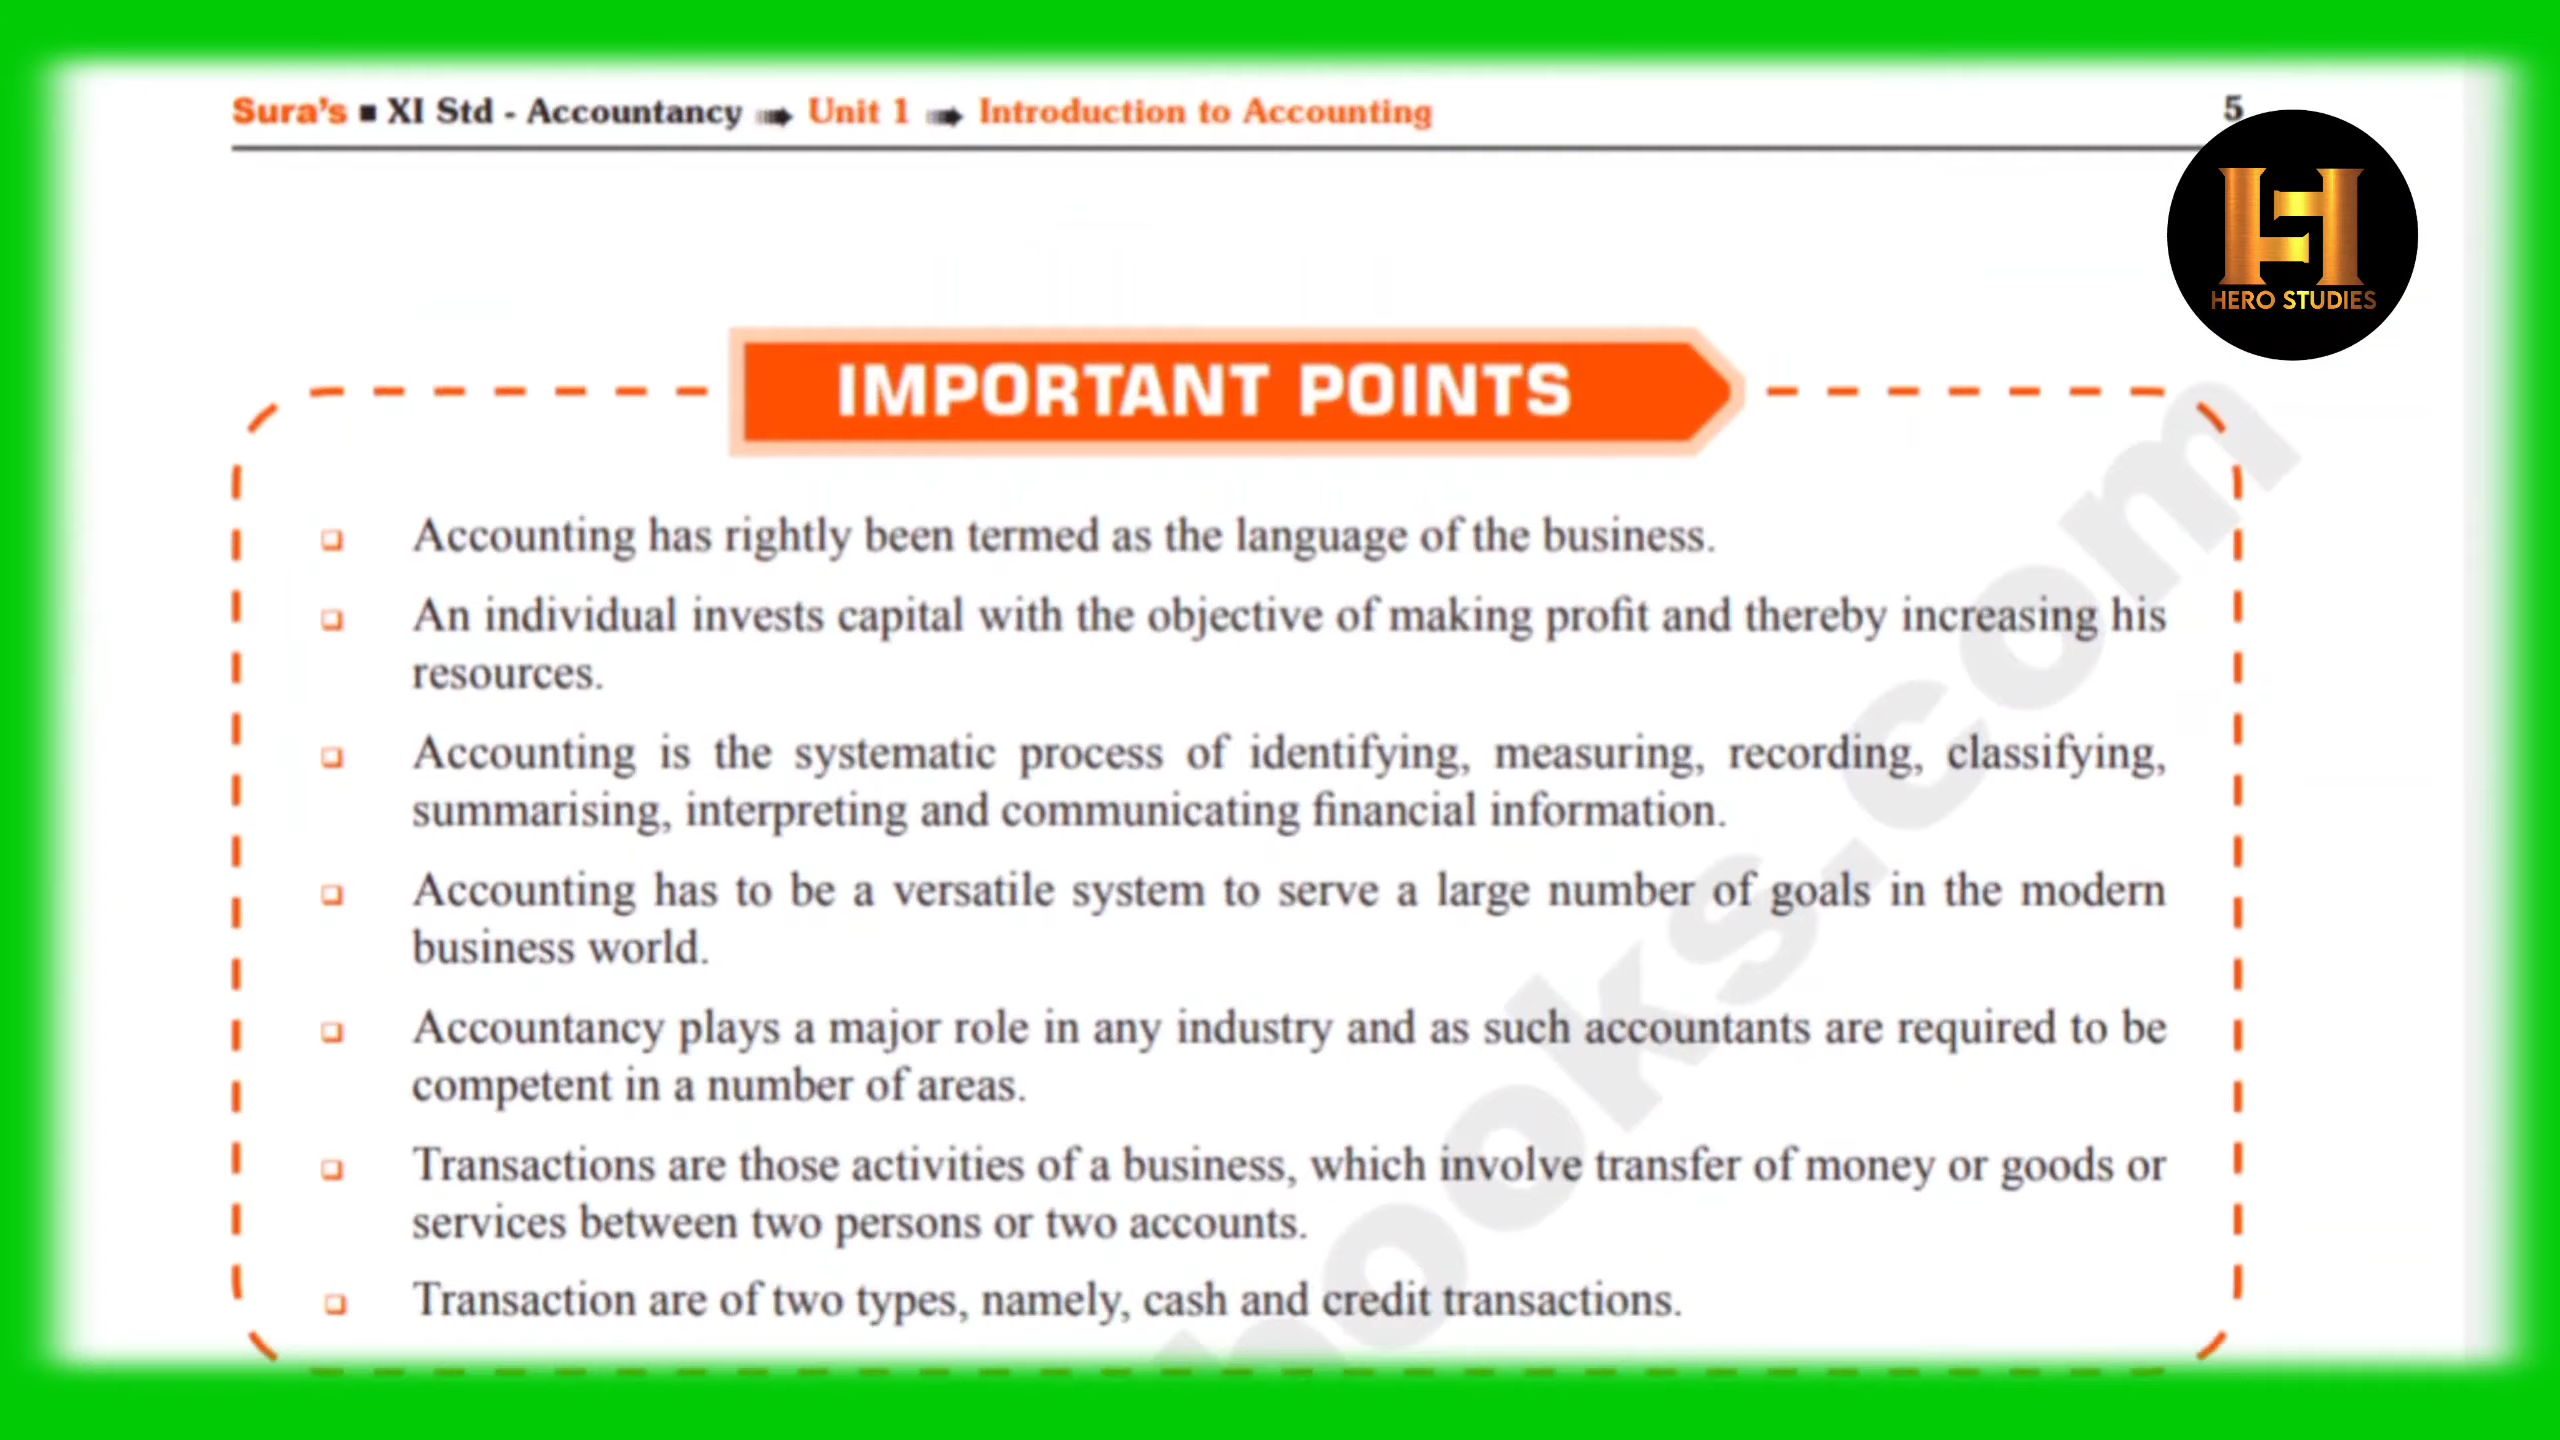 Sura's ■ XI Std - Accountancy ➠ Unit 1 ➠ Introduction to Accounting 5
HERO STUDIES
IMPORTANT POINTS
❑ Accounting has rightly been termed as the language of the business.
❑ An individual invests capital with the objective of making profit and thereby increasing his
resources.
❑ Accounting is the systematic process of identifying, measuring, recording, classifying,
summarising, interpreting and communicating financial information.
❑ Accounting has to be a versatile system to serve a large number of goals in the modern
business world.
❑ Accountancy plays a major role in any industry and as such accountants are required to be
competent in a number of areas.
❑ Transactions are those activities of a business, which involve transfer of money or goods or
services between two persons or two accounts.
❑ Transaction are of two types, namely, cash and credit transactions.
ooks.com